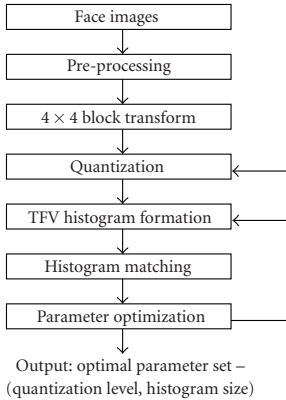 Face images
Pre-processing
4 × 4 block transform
Quantization
TFV histogram formation
Histogram matching
Parameter optimization
Output: optimal parameter set –
(quantization level, histogram size)